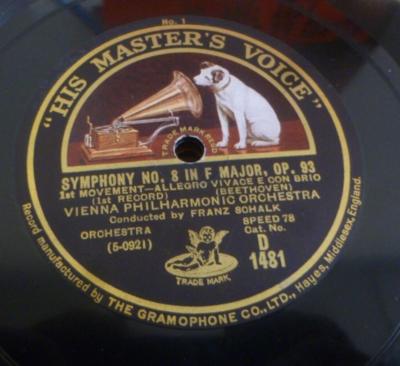 No. 1
"HIS MASTER'S VOICE"
TRADE MARK REGD
SYMPHONY NO. 8 IN F MAJOR, OP. 93
1st MOVEMENT—ALLEGRO VIVACE E CON BRIO
(1st RECORD) (BEETHOVEN)
VIENNA PHILHARMONIC ORCHESTRA
Conducted by FRANZ SCHALK
ORCHESTRA SPEED 78
(5-0921) Cat. No.
D
1481
TRADE MARK
Record manufactured by THE GRAMOPHONE CO., LTD., Hayes, Middlesex, England.